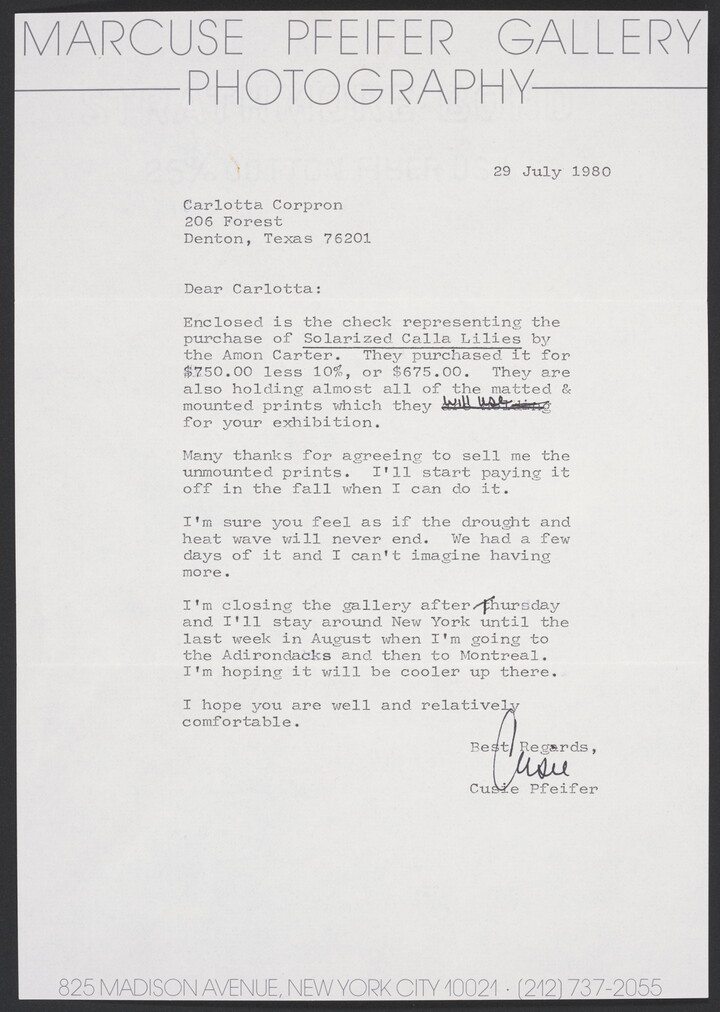 MARCUSE PFEIFER GALLERY
PHOTOGRAPHY
29 July 1980
Carlotta Corpron
206 Forest
Denton, Texas 76201
Dear Carlotta:
Enclosed is the check representing the
purchase of Solarized Calla Lilies by
the Amon Carter. They purchased it for
$750.00 less 10%, or $675.00. They are
also holding almost all of the matted &
mounted prints which they will use
for your exhibition.
Many thanks for agreeing to sell me the
unmounted prints. I'll start paying it
off in the fall when I can do it.
I'm sure you feel as if the drought and
heat wave will never end. We had a few
days of it and I can't imagine having
more.
I'm closing the gallery after Thursday
and I'll stay around New York until the
last week in August when I'm going to
the Adirondacks and then to Montreal.
I'm hoping it will be cooler up there.
I hope you are well and relatively
comfortable.
Best Regards,
Cusie
Cusie Pfeifer
825 MADISON AVENUE, NEW YORK CITY 10021 · (212) 737-2055